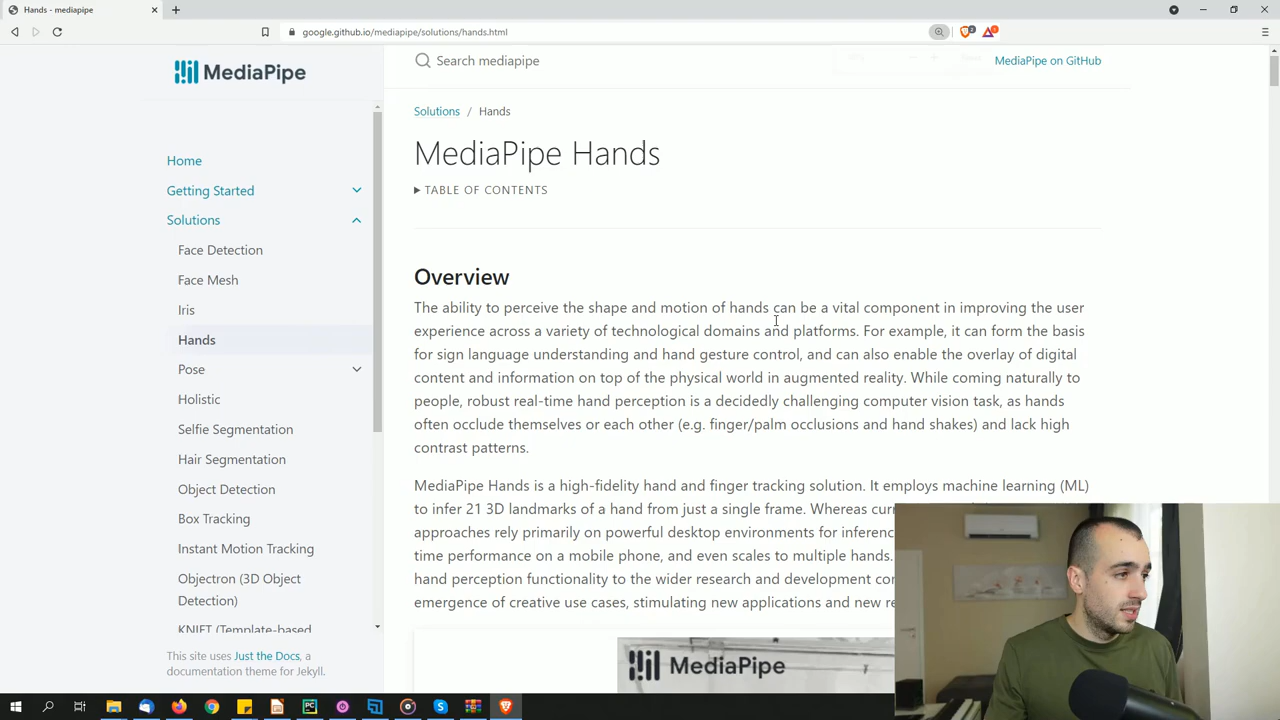 Hands - mediapipe
google.github.io/mediapipe/solutions/hands.html
MediaPipe
Search mediapipe
MediaPipe on GitHub
Home
Getting Started
Solutions
Face Detection
Face Mesh
Iris
Hands
Pose
Holistic
Selfie Segmentation
Hair Segmentation
Object Detection
Box Tracking
Instant Motion Tracking
Objectron (3D Object
Detection)
KNIFT (Template-based
This site uses Just the Docs, a
documentation theme for Jekyll.
Solutions / Hands
MediaPipe Hands
TABLE OF CONTENTS
Overview
The ability to perceive the shape and motion of hands can be a vital component in improving the user
experience across a variety of technological domains and platforms. For example, it can form the basis
for sign language understanding and hand gesture control, and can also enable the overlay of digital
content and information on top of the physical world in augmented reality. While coming naturally to
people, robust real-time hand perception is a decidedly challenging computer vision task, as hands
often occlude themselves or each other (e.g. finger/palm occlusions and hand shakes) and lack high
contrast patterns.
MediaPipe Hands is a high-fidelity hand and finger tracking solution. It employs machine learning (ML)
to infer 21 3D landmarks of a hand from just a single frame. Whereas cur
approaches rely primarily on powerful desktop environments for inferenc
time performance on a mobile phone, and even scales to multiple hands.
hand perception functionality to the wider research and development co
emergence of creative use cases, stimulating new applications and new re
MediaPipe